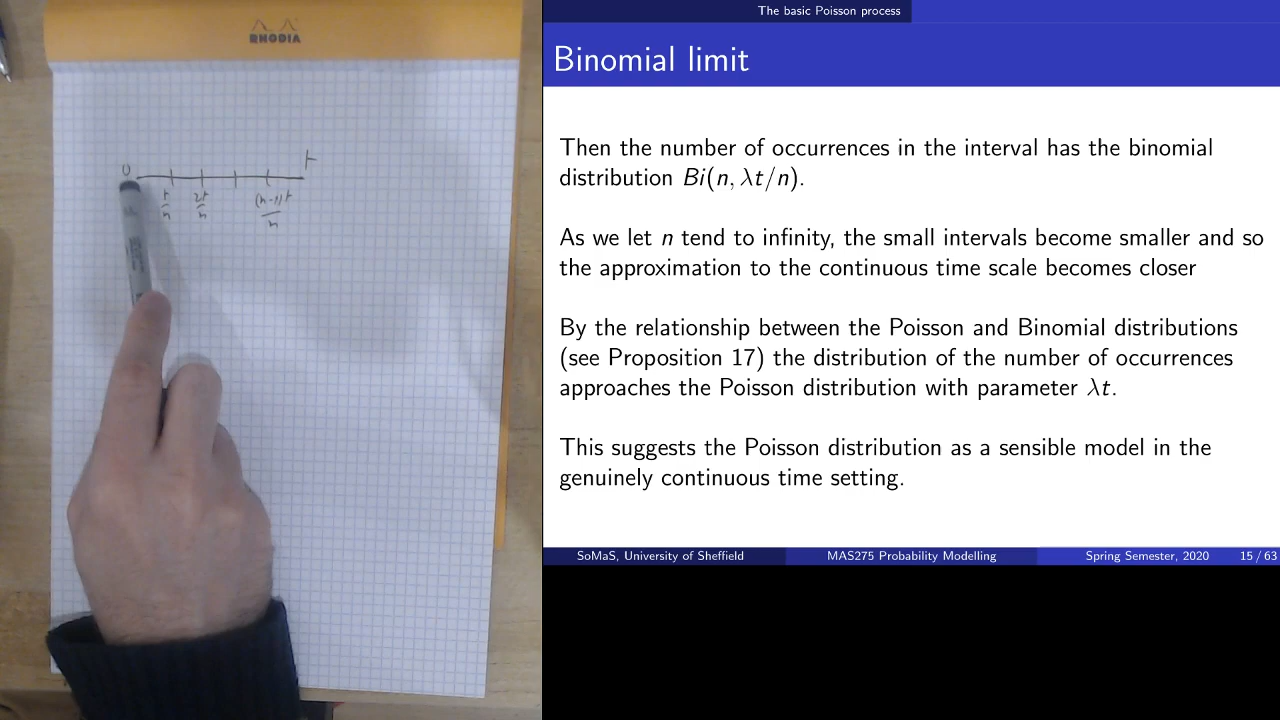 RHODIA
0
t
t/n
2t/n
(n-1)t/n
The basic Poisson process
Binomial limit
Then the number of occurrences in the interval has the binomial
distribution Bi(n, λt/n).
As we let n tend to infinity, the small intervals become smaller and so
the approximation to the continuous time scale becomes closer
By the relationship between the Poisson and Binomial distributions
(see Proposition 17) the distribution of the number of occurrences
approaches the Poisson distribution with parameter λt.
This suggests the Poisson distribution as a sensible model in the
genuinely continuous time setting.
SoMaS, University of Sheffield
MAS275 Probability Modelling
Spring Semester, 2020
15 / 63